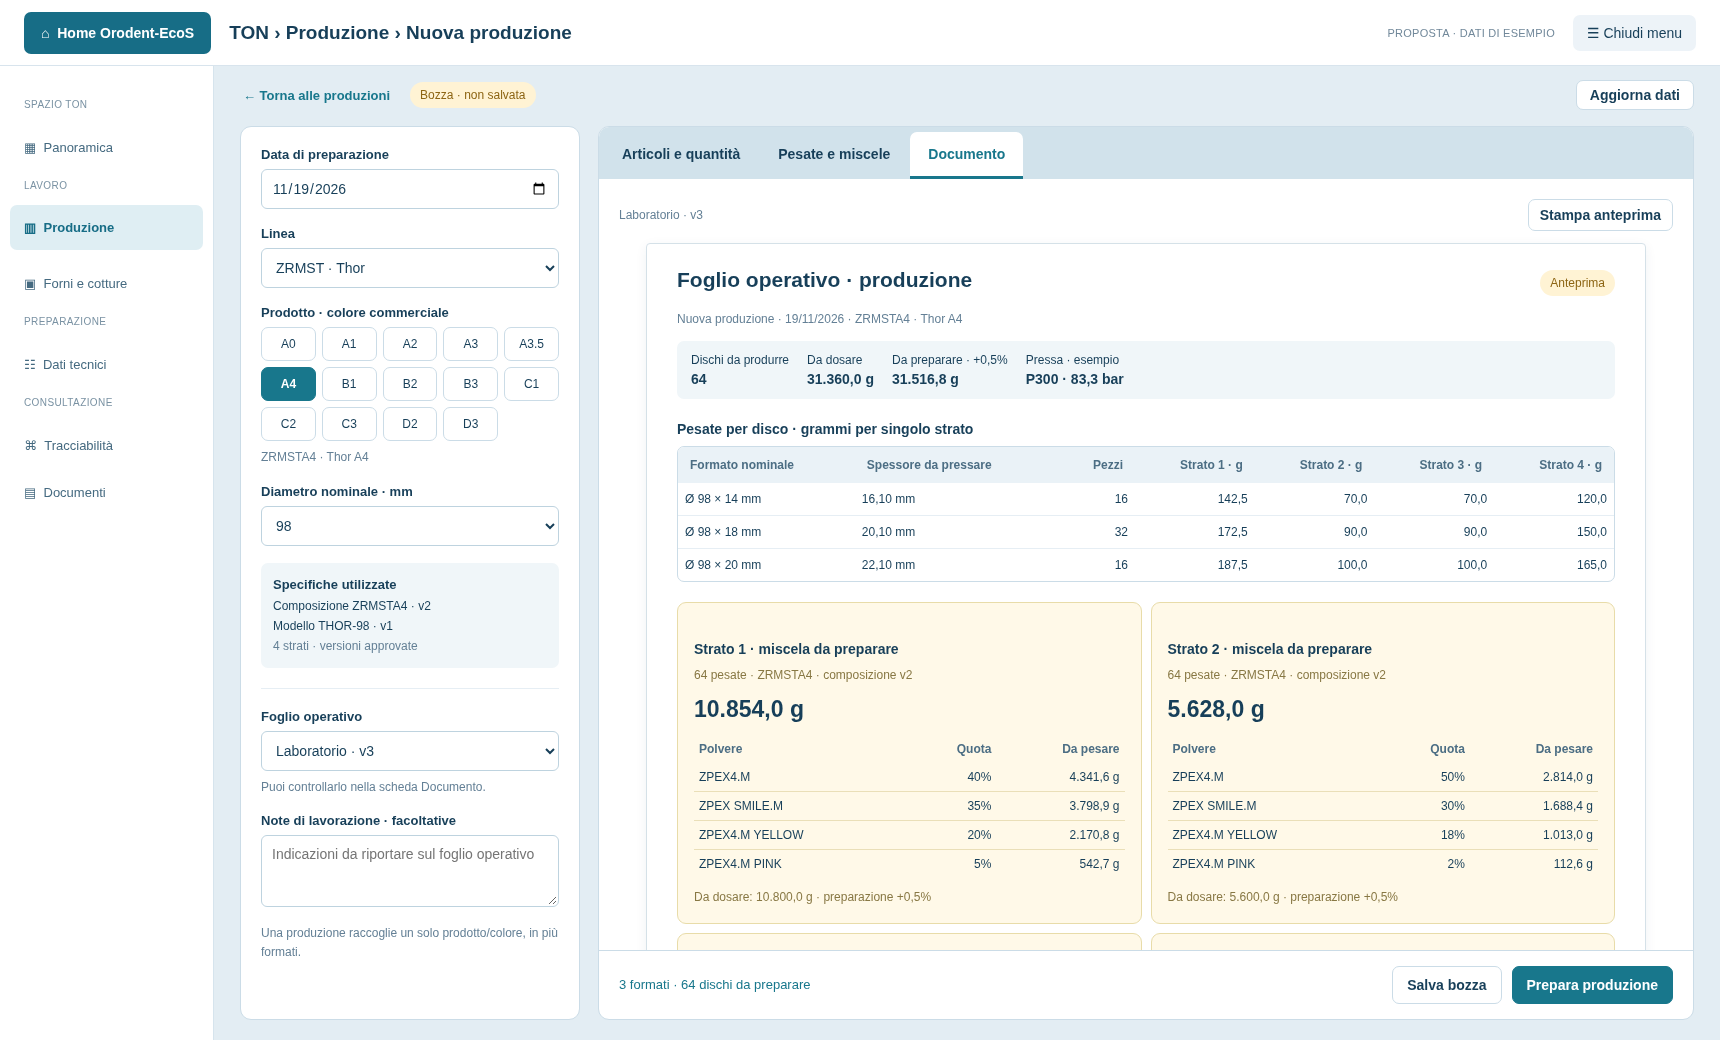 Home Orodent-EcoS
TON › Produzione › Nuova produzione
PROPOSTA · DATI DI ESEMPIO
☰ Chiudi menu
SPAZIO TON
Panoramica
LAVORO
Produzione
Forni e cotture
PREPARAZIONE
Dati tecnici
CONSULTAZIONE
Tracciabilità
Documenti
← Torna alle produzioni
Bozza · non salvata
Aggiorna dati
Data di preparazione
11/19/2026
Linea
ZRMST · Thor
Prodotto · colore commerciale
A0 A1 A2 A3 A3.5
A4 B1 B2 B3 C1
C2 C3 D2 D3
ZRMSTA4 · Thor A4
Diametro nominale · mm
98
Specifiche utilizzate
Composizione ZRMSTA4 · v2
Modello THOR-98 · v1
4 strati · versioni approvate
Foglio operativo
Laboratorio · v3
Puoi controllarlo nella scheda Documento.
Note di lavorazione · facoltative
Indicazioni da riportare sul foglio operativo
Una produzione raccoglie un solo prodotto/colore, in più
formati.
Articoli e quantità Pesate e miscele Documento
Laboratorio · v3
Stampa anteprima
Foglio operativo · produzione
Anteprima
Nuova produzione · 19/11/2026 · ZRMSTA4 · Thor A4
Dischi da produrre Da dosare Da preparare · +0,5% Pressa · esempio
64 31.360,0 g 31.516,8 g P300 · 83,3 bar
Pesate per disco · grammi per singolo strato
Formato nominale Spessore da pressare Pezzi Strato 1 · g Strato 2 · g Strato 3 · g Strato 4 · g
Ø 98 × 14 mm 16,10 mm 16 142,5 70,0 70,0 120,0
Ø 98 × 18 mm 20,10 mm 32 172,5 90,0 90,0 150,0
Ø 98 × 20 mm 22,10 mm 16 187,5 100,0 100,0 165,0
Strato 1 · miscela da preparare
64 pesate · ZRMSTA4 · composizione v2
10.854,0 g
Polvere Quota Da pesare
ZPEX4.M 40% 4.341,6 g
ZPEX SMILE.M 35% 3.798,9 g
ZPEX4.M YELLOW 20% 2.170,8 g
ZPEX4.M PINK 5% 542,7 g
Da dosare: 10.800,0 g · preparazione +0,5%
Strato 2 · miscela da preparare
64 pesate · ZRMSTA4 · composizione v2
5.628,0 g
Polvere Quota Da pesare
ZPEX4.M 50% 2.814,0 g
ZPEX SMILE.M 30% 1.688,4 g
ZPEX4.M YELLOW 18% 1.013,0 g
ZPEX4.M PINK 2% 112,6 g
Da dosare: 5.600,0 g · preparazione +0,5%
3 formati · 64 dischi da preparare
Salva bozza
Prepara produzione